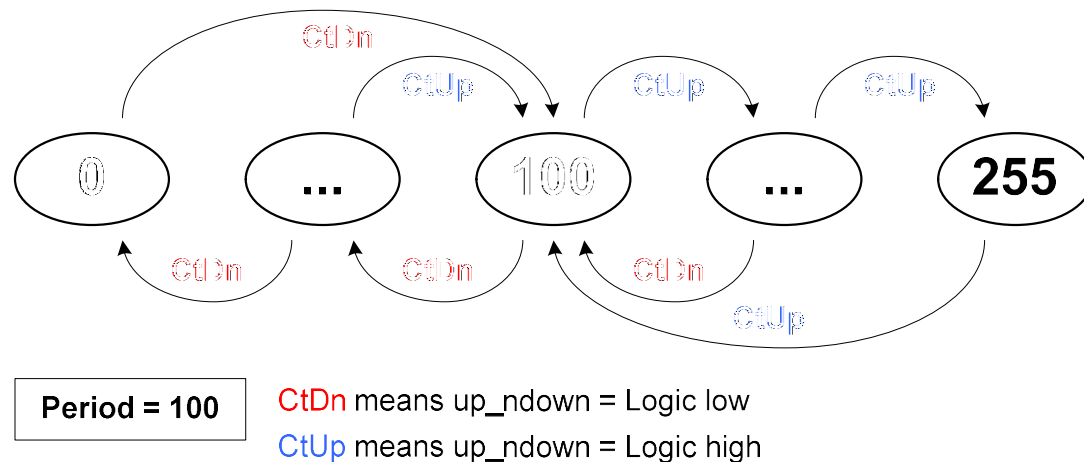 CtDn
CtUp CtUp CtUp
0 ... 100 ... 255
CtDn CtDn CtDn
CtUp
Period = 100
CtDn means up_ndown = Logic low
CtUp means up_ndown = Logic high